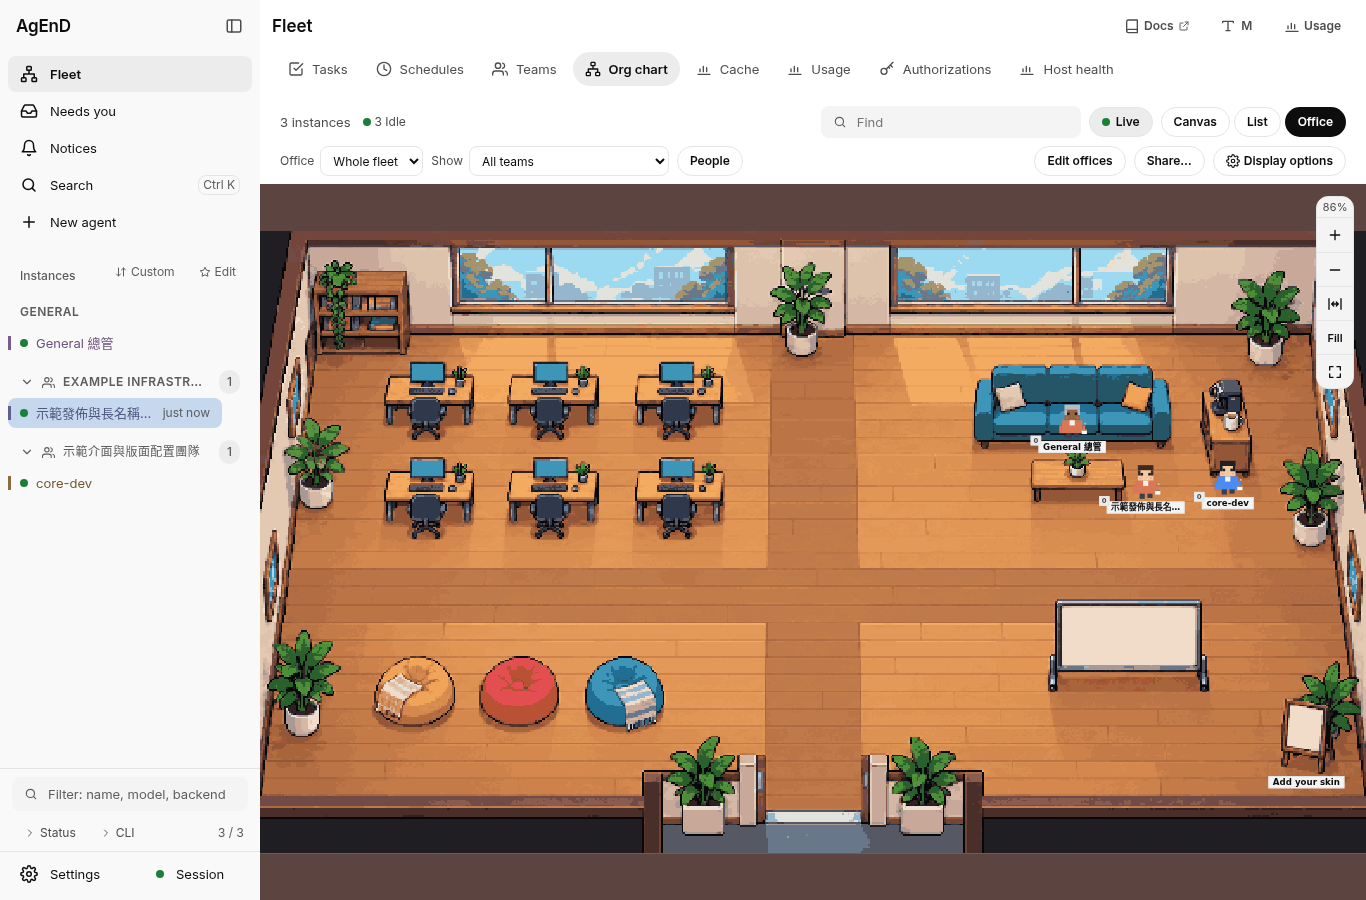 AgEnD
Fleet
Needs you
Notices
Search
Ctrl K
New agent
Instances
Custom
Edit
GENERAL
General 總管
EXAMPLE INFRASTR...
1
示範發佈與長名稱...
just now
示範介面與版面配置團隊
1
core-dev
Filter: name, model, backend
Status
CLI
3 / 3
Settings
Session
Fleet
Docs
M
Usage
Tasks
Schedules
Teams
Org chart
Cache
Usage
Authorizations
Host health
3 instances
3 Idle
Find
Live
Canvas
List
Office
Office
Whole fleet
Show
All teams
People
Edit offices
Share...
Display options
86%
Fill
0
General 總管
0
示範發佈與長名...
0
core-dev
Add your skin